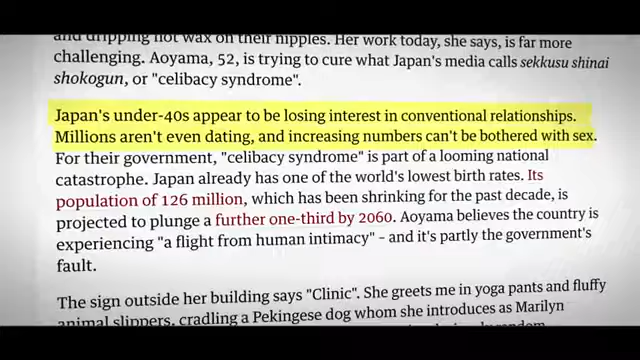 and dripping hot wax on their nipples. Her work today, she says, is far more
challenging. Aoyama, 52, is trying to cure what Japan's media calls sekkusu shinai
shokogun, or "celibacy syndrome".
Japan's under-40s appear to be losing interest in conventional relationships.
Millions aren't even dating, and increasing numbers can't be bothered with sex.
For their government, "celibacy syndrome" is part of a looming national
catastrophe. Japan already has one of the world's lowest birth rates. Its
population of 126 million, which has been shrinking for the past decade, is
projected to plunge a further one-third by 2060. Aoyama believes the country is
experiencing "a flight from human intimacy" – and it's partly the government's
fault.
The sign outside her building says "Clinic". She greets me in yoga pants and fluffy
animal slippers, cradling a Pekingese dog whom she introduces as Marilyn